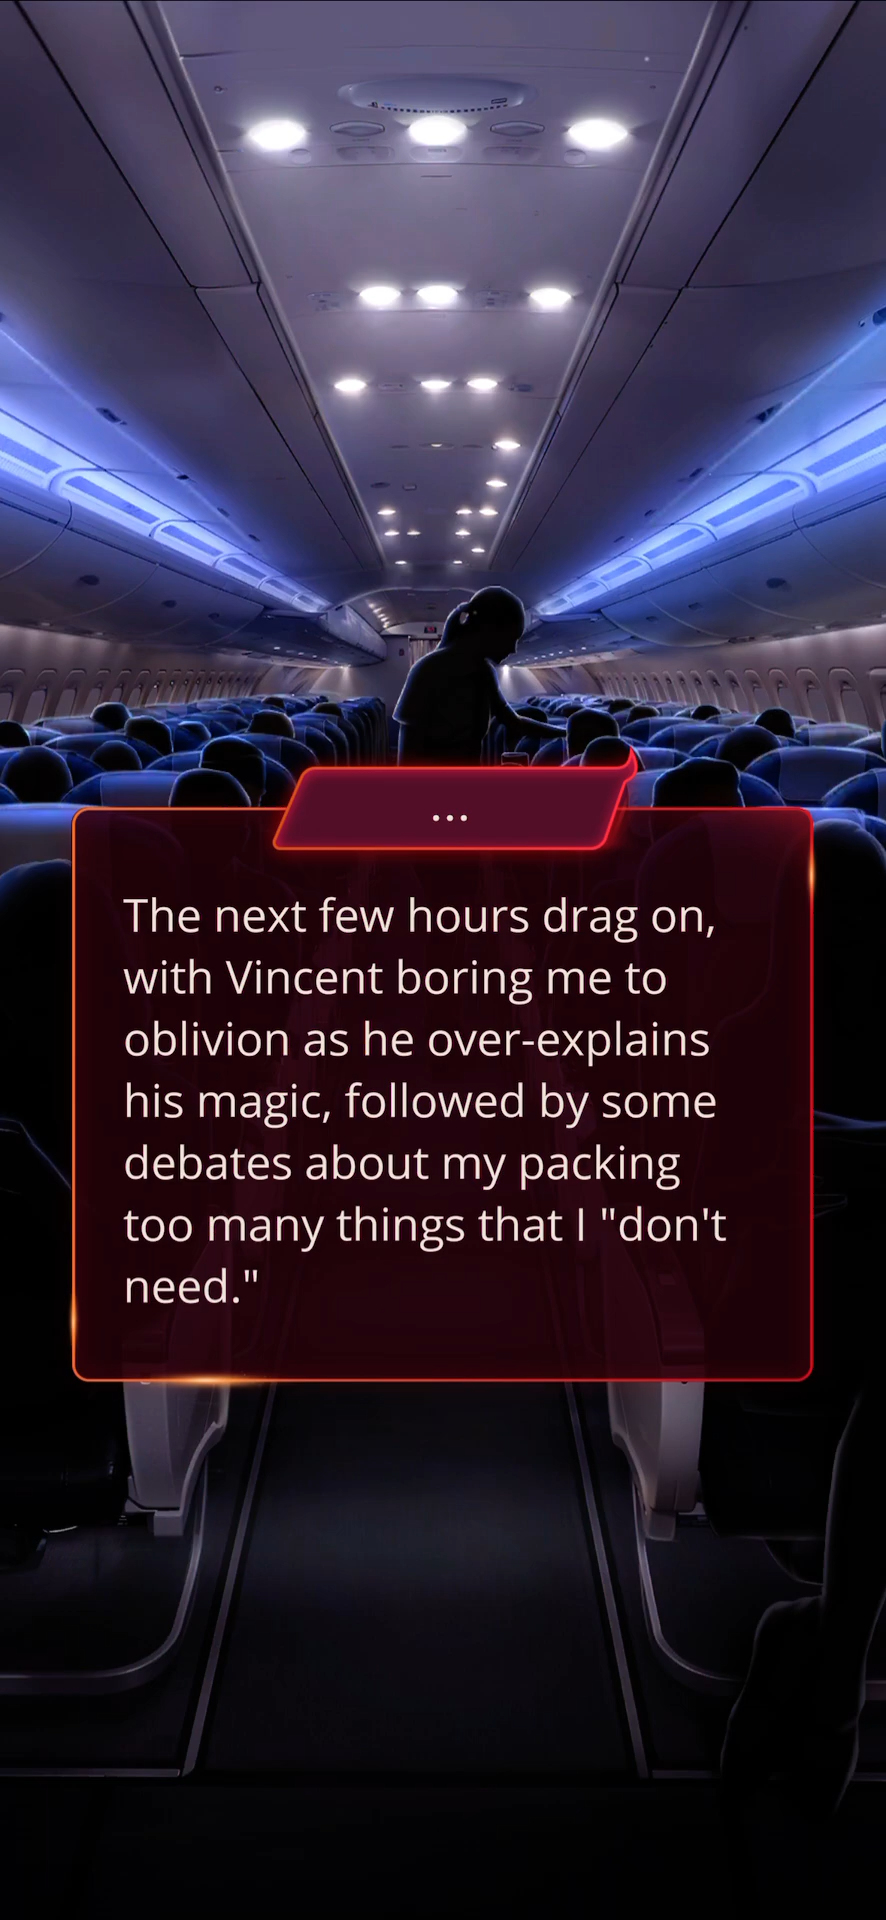 ...
The next few hours drag on,
with Vincent boring me to
oblivion as he over-explains
his magic, followed by some
debates about my packing
too many things that I "don't
need."